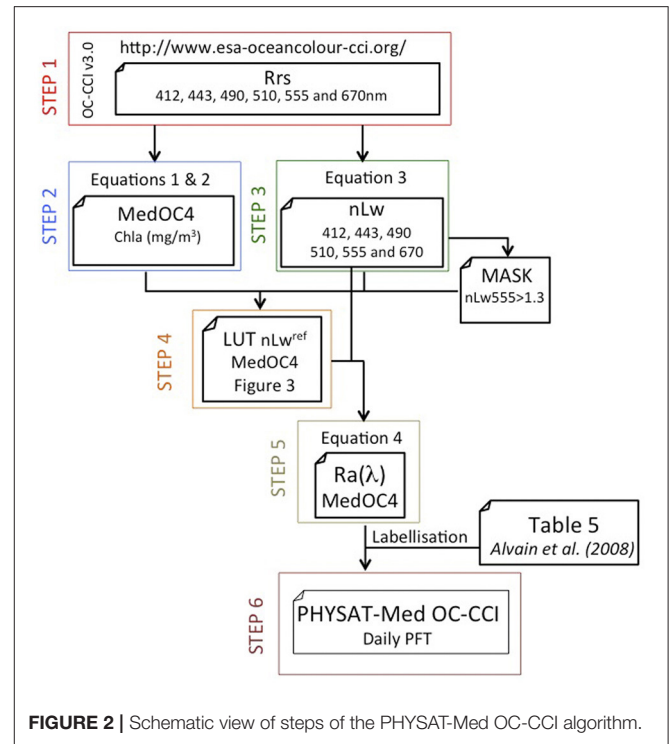 STEP 1
OC-CCI v3.0
http://www.esa-oceancolour-cci.org/
Rrs
412, 443, 490, 510, 555 and 670nm
STEP 2
Equations 1 & 2
MedOC4
Chla (mg/m³)
STEP 3
Equation 3
nLw
412, 443, 490
510, 555 and 670
MASK
nLw555>1.3
STEP 4
LUT nLw^ref
MedOC4
Figure 3
STEP 5
Equation 4
Ra(λ)
MedOC4
Labellisation
Table 5
Alvain et al. (2008)
STEP 6
PHYSAT-Med OC-CCI
Daily PFT
FIGURE 2 | Schematic view of steps of the PHYSAT-Med OC-CCI algorithm.